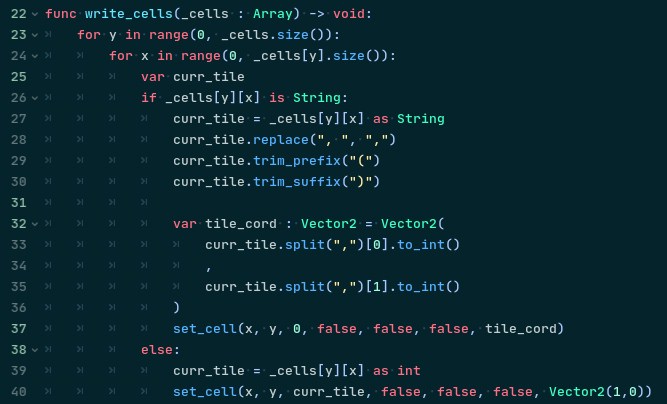 22 func write_cells(_cells : Array) -> void:
23 for y in range(0, _cells.size()):
24 for x in range(0, _cells[y].size()):
25 var curr_tile
26 if _cells[y][x] is String:
27 curr_tile = _cells[y][x] as String
28 curr_tile.replace(", ", ",")
29 curr_tile.trim_prefix("(")
30 curr_tile.trim_suffix(")")
31
32 var tile_cord : Vector2 = Vector2(
33 curr_tile.split(",")[0].to_int()
34 ,
35 curr_tile.split(",")[1].to_int()
36 )
37 set_cell(x, y, 0, false, false, false, tile_cord)
38 else:
39 curr_tile = _cells[y][x] as int
40 set_cell(x, y, curr_tile, false, false, false, Vector2(1,0))